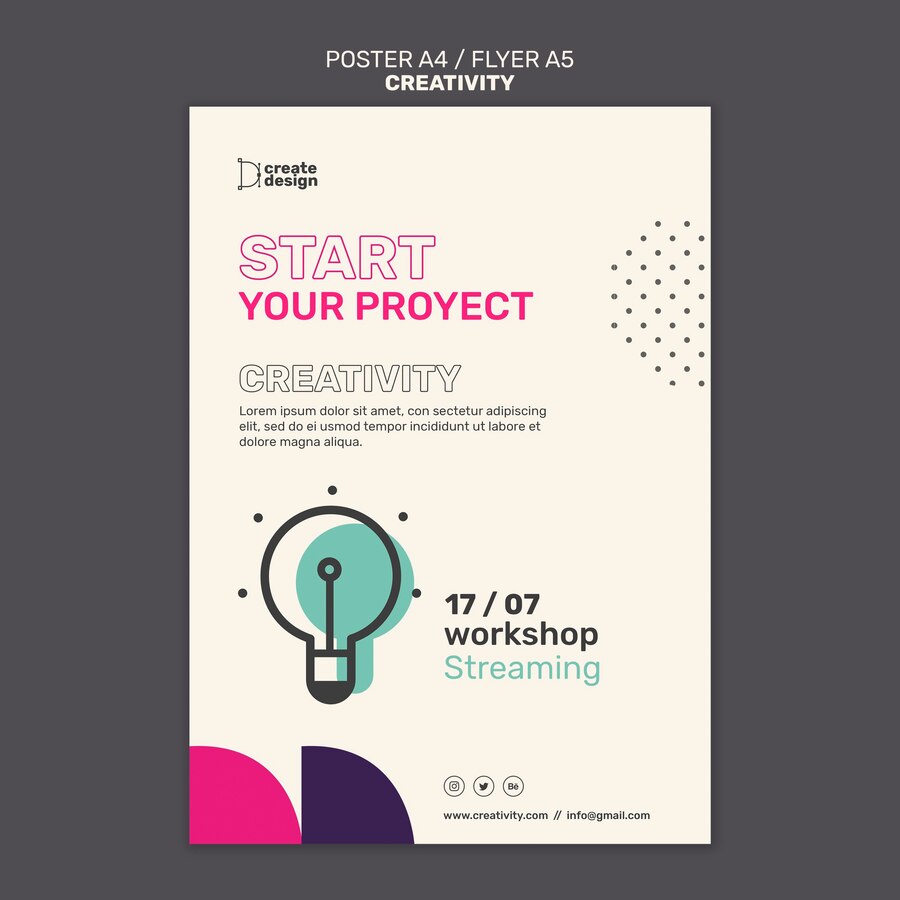 POSTER A4 / FLYER A5
CREATIVITY
create
design
START
YOUR PROYECT
CREATIVITY
Lorem ipsum dolor sit amet, con sectetur adipiscing
elit, sed do ei usmod tempor incididunt ut labore et
dolore magna aliqua.
17 / 07
workshop
Streaming
Bē
www.creativity.com // info@gmail.com